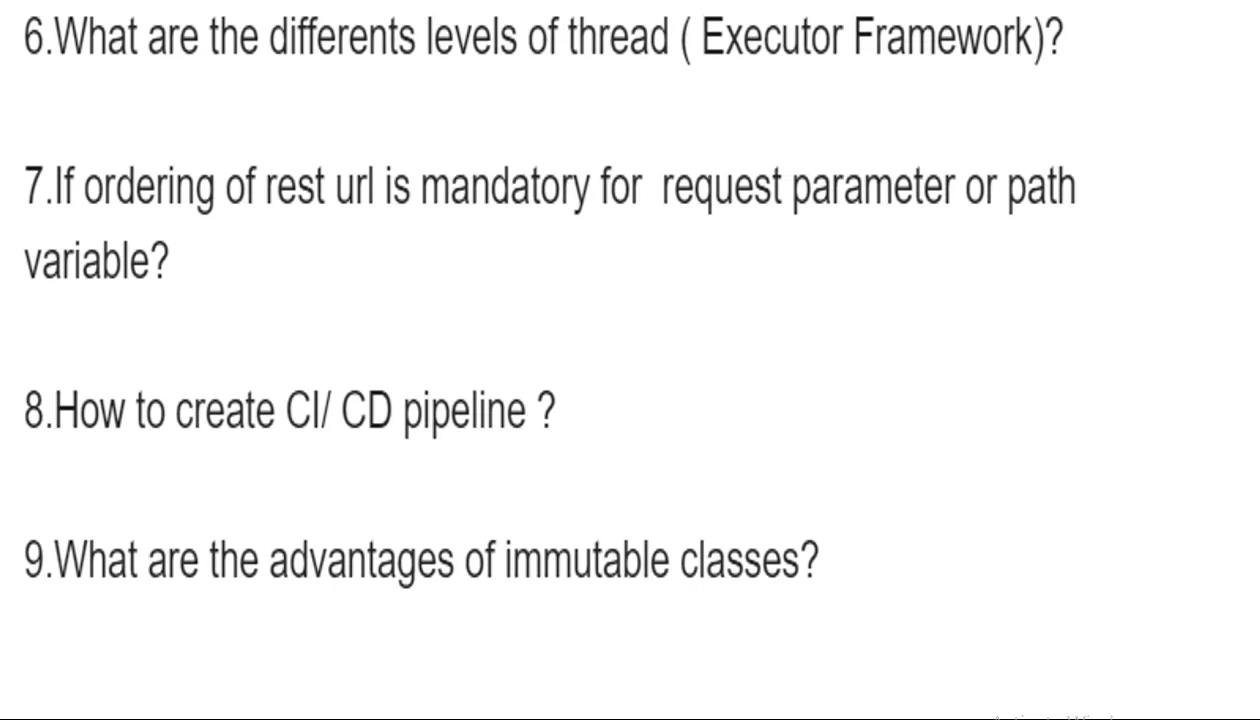 6.What are the differents levels of thread ( Executor Framework)?
7.If ordering of rest url is mandatory for  request parameter or path
variable?
8.How to create CI/ CD pipeline ?
9.What are the advantages of immutable classes?